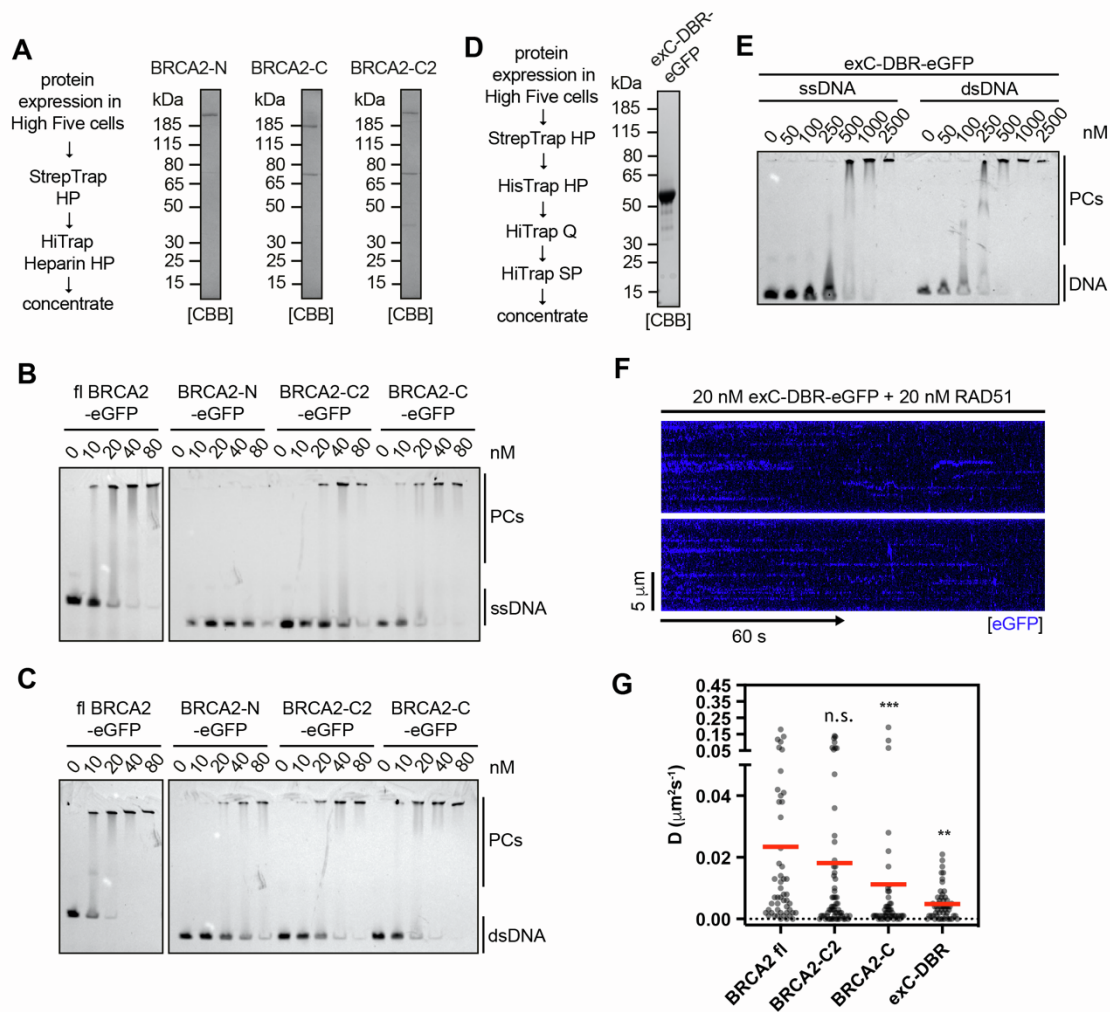 A
protein
expression in
High Five cells
StrepTrap
HP
HiTrap
Heparin HP
concentrate
BRCA2-N
BRCA2-C
BRCA2-C2
kDa
185
115
80
65
50
30
25
15
[CBB]
kDa
185
115
80
65
50
30
25
15
[CBB]
kDa
185
115
80
65
50
30
25
15
[CBB]
D
protein
expression in
High Five cells
StrepTrap HP
HisTrap HP
HiTrap Q
HiTrap SP
concentrate
exC-DBR-
eGFP
kDa
185
115
80
65
50
30
25
15
[CBB]
E
exC-DBR-eGFP
ssDNA
dsDNA
0 50 100 250 500 1000 2500 0 50 100 250 500 1000 2500 nM
PCs
DNA
B
fl BRCA2
-eGFP
BRCA2-N
-eGFP
BRCA2-C2
-eGFP
BRCA2-C
-eGFP
0 10 20 40 80 0 10 20 40 80 0 10 20 40 80 0 10 20 40 80 nM
PCs
ssDNA
C
fl BRCA2
-eGFP
BRCA2-N
-eGFP
BRCA2-C2
-eGFP
BRCA2-C
-eGFP
0 10 20 40 80 0 10 20 40 80 0 10 20 40 80 0 10 20 40 80 nM
PCs
dsDNA
F
20 nM exC-DBR-eGFP + 20 nM RAD51
5 μm
60 s
[eGFP]
G
D (μm²s⁻¹)
0.45
0.35
0.25
0.15
0.05
0.04
0.02
0.00
n.s.
***
**
BRCA2 fl
BRCA2-C2
BRCA2-C
exC-DBR